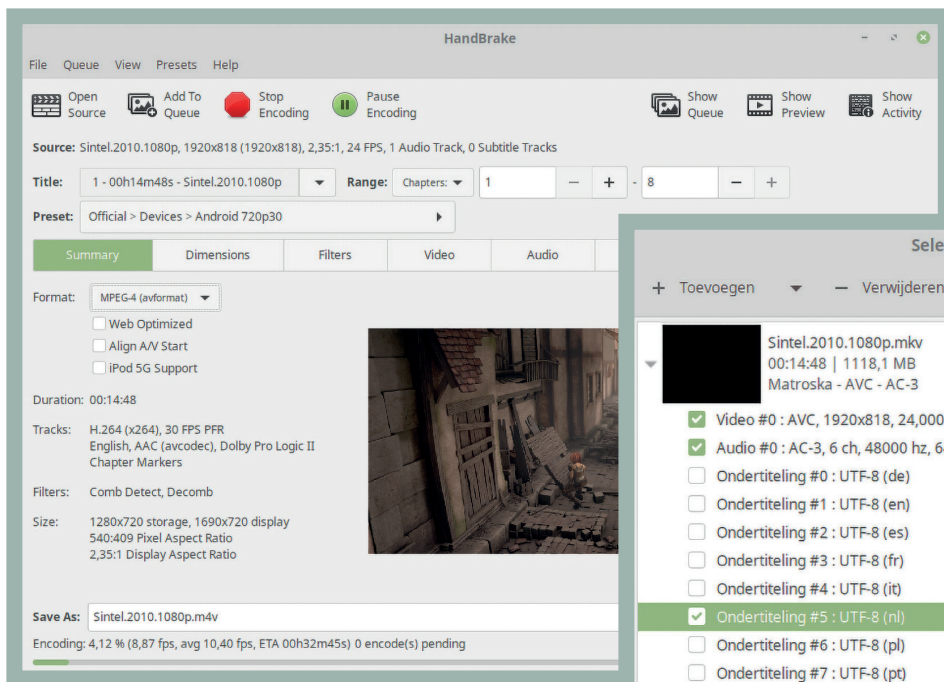 HandBrake
File Queue View Presets Help
Open Source
Add To Queue
Stop Encoding
Pause Encoding
Show Queue
Show Preview
Show Activity
Source: Sintel.2010.1080p, 1920x818 (1920x818), 2,35:1, 24 FPS, 1 Audio Track, 0 Subtitle Tracks
Title: 1 - 00h14m48s - Sintel.2010.1080p Range: Chapters: 1 - + - 8 - +
Preset: Official > Devices > Android 720p30
Summary Dimensions Filters Video Audio
Format: MPEG-4 (avformat)
Web Optimized
Align A/V Start
iPod 5G Support
Duration: 00:14:48
Tracks: H.264 (x264), 30 FPS PFR
English, AAC (avcodec), Dolby Pro Logic II
Chapter Markers
Filters: Comb Detect, Decomb
Size: 1280x720 storage, 1690x720 display
540:409 Pixel Aspect Ratio
2,35:1 Display Aspect Ratio
Save As: Sintel.2010.1080p.m4v
Encoding: 4,12 % (8,87 fps, avg 10,40 fps, ETA 00h32m45s) 0 encode(s) pending
Sele
+ Toevoegen - Verwijderen
Sintel.2010.1080p.mkv
00:14:48 | 1118,1 MB
Matroska - AVC - AC-3
Video #0 : AVC, 1920x818, 24,000
Audio #0 : AC-3, 6 ch, 48000 hz, 6
Ondertiteling #0 : UTF-8 (de)
Ondertiteling #1 : UTF-8 (en)
Ondertiteling #2 : UTF-8 (es)
Ondertiteling #3 : UTF-8 (fr)
Ondertiteling #4 : UTF-8 (it)
Ondertiteling #5 : UTF-8 (nl)
Ondertiteling #6 : UTF-8 (pl)
Ondertiteling #7 : UTF-8 (pt)